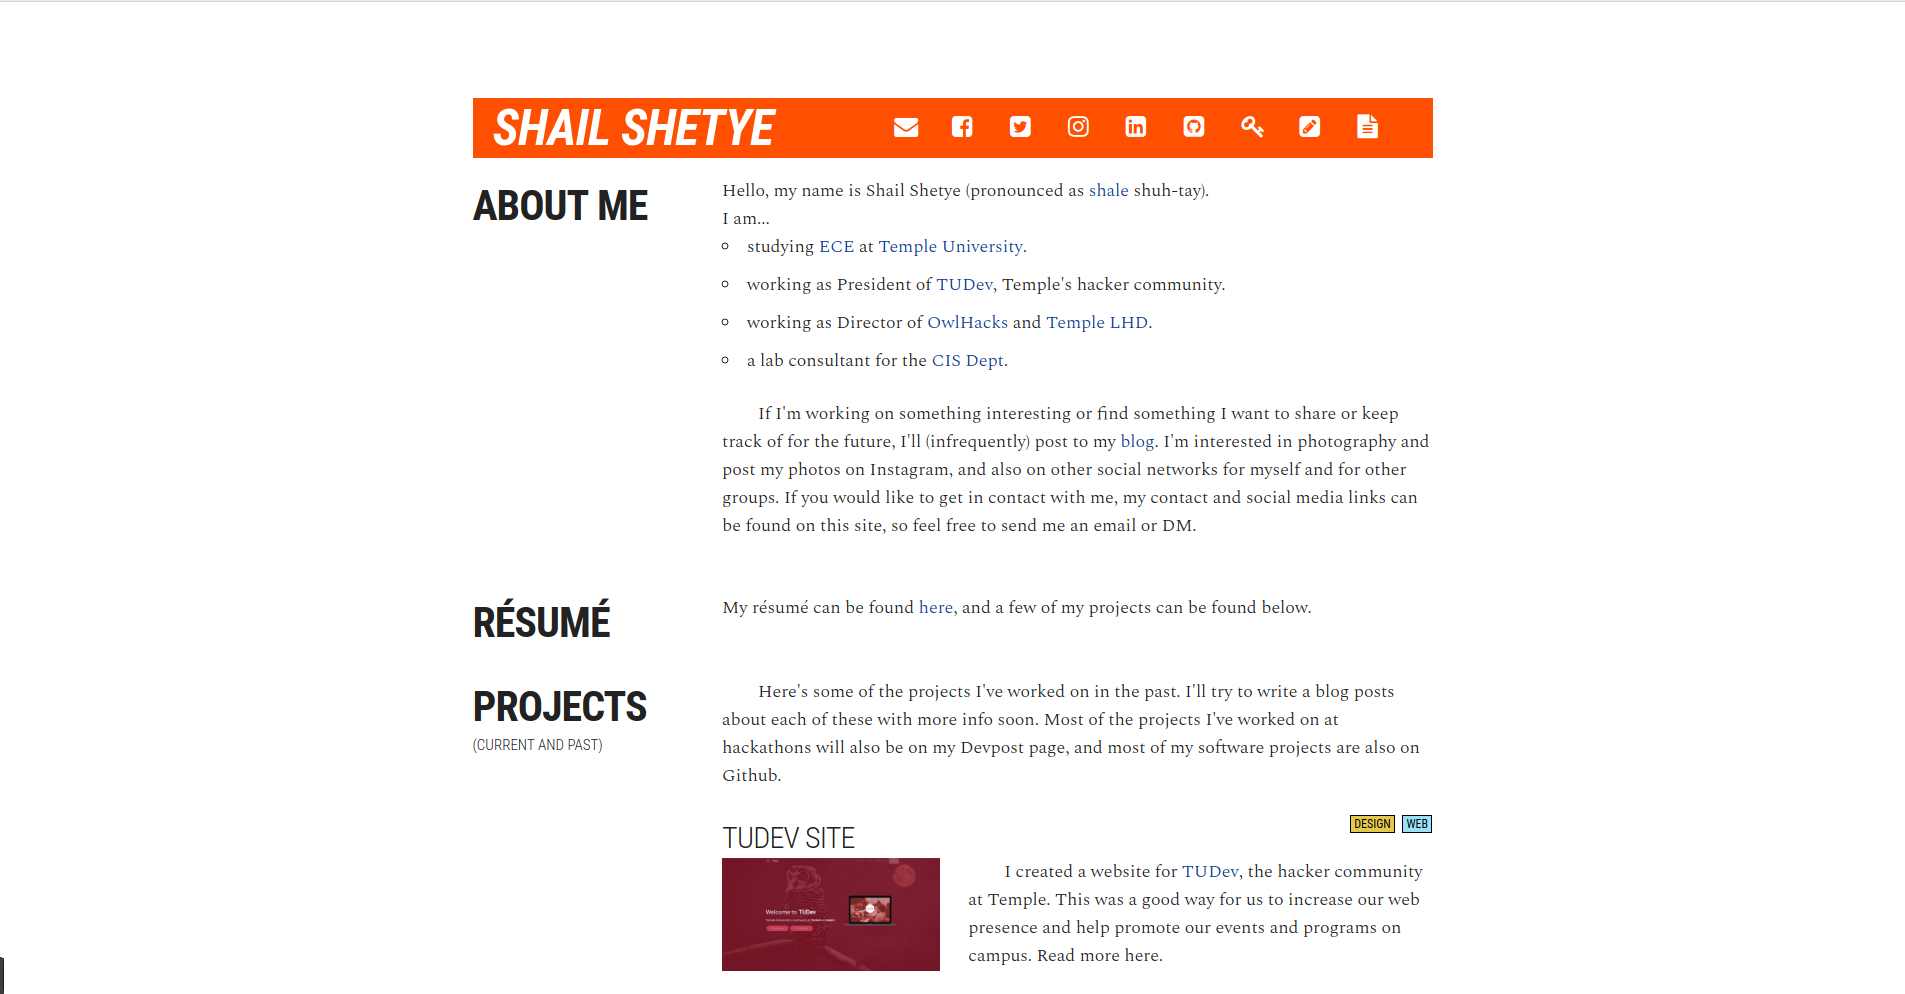 SHAIL SHETYE
ABOUT ME
Hello, my name is Shail Shetye (pronounced as shale shuh-tay).
I am...
studying ECE at Temple University.
working as President of TUDev, Temple's hacker community.
working as Director of OwlHacks and Temple LHD.
a lab consultant for the CIS Dept.
If I'm working on something interesting or find something I want to share or keep
track of for the future, I'll (infrequently) post to my blog. I'm interested in photography and
post my photos on Instagram, and also on other social networks for myself and for other
groups. If you would like to get in contact with me, my contact and social media links can
be found on this site, so feel free to send me an email or DM.
RÉSUMÉ
My résumé can be found here, and a few of my projects can be found below.
PROJECTS
(CURRENT AND PAST)
Here's some of the projects I've worked on in the past. I'll try to write a blog posts
about each of these with more info soon. Most of the projects I've worked on at
hackathons will also be on my Devpost page, and most of my software projects are also on
Github.
TUDEV SITE
DESIGN WEB
Welcome to TUDev
I created a website for TUDev, the hacker community
at Temple. This was a good way for us to increase our web
presence and help promote our events and programs on
campus. Read more here.